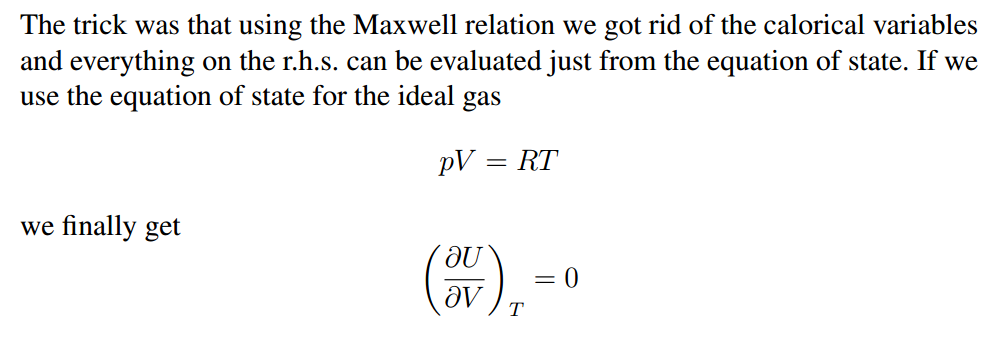 The trick was that using the Maxwell relation we got rid of the calorical variables
and everything on the r.h.s. can be evaluated just from the equation of state. If we
use the equation of state for the ideal gas
pV = RT
we finally get
(∂U/∂V)_T = 0